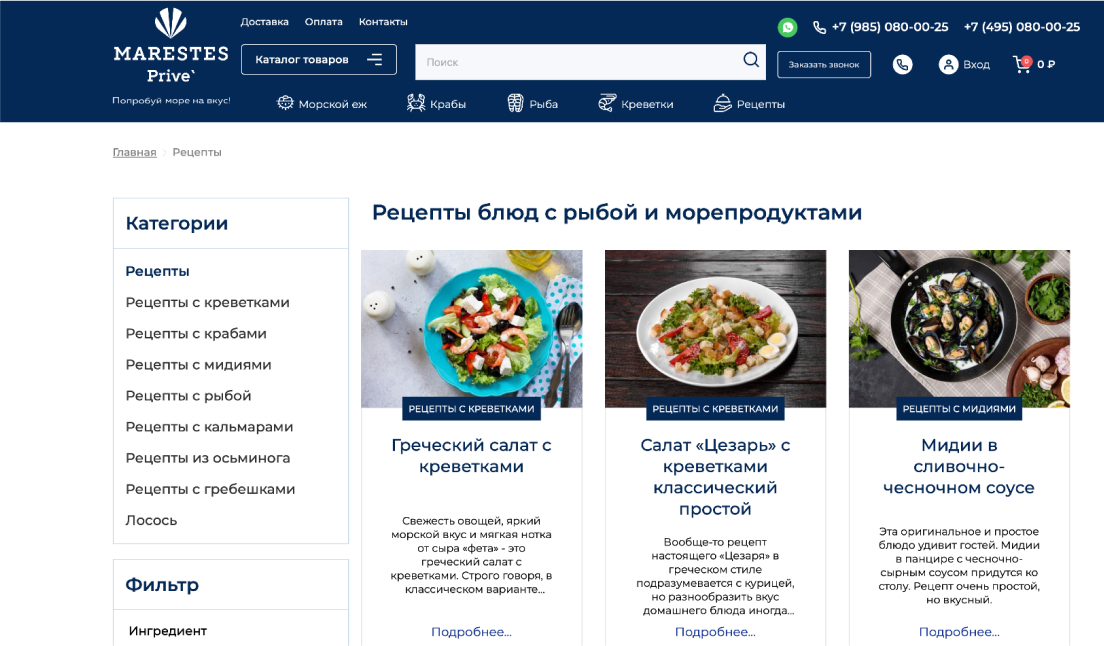 Доставка Оплата Контакты
+7 (985) 080-00-25 +7 (495) 080-00-25
MARESTES
Prive`
Попробуй море на вкус!
Каталог товаров
Поиск
Заказать звонок
Вход
0
0 ₽
Морской еж Крабы Рыба Креветки Рецепты
Главная Рецепты
Категории
Рецепты
Рецепты с креветками
Рецепты с крабами
Рецепты с мидиями
Рецепты с рыбой
Рецепты с кальмарами
Рецепты из осьминога
Рецепты с гребешками
Лосось
Фильтр
Ингредиент
Рецепты блюд с рыбой и морепродуктами
РЕЦЕПТЫ С КРЕВЕТКАМИ
Греческий салат с
креветками
Свежесть овощей, яркий
морской вкус и мягкая нотка
от сыра «фета» - это
греческий салат с
креветками. Строго говоря, в
классическом варианте...
Подробнее...
РЕЦЕПТЫ С КРЕВЕТКАМИ
Салат «Цезарь» с
креветками
классический
простой
Вообще-то рецепт
настоящего «Цезаря» в
греческом стиле
подразумевается с курицей,
но разнообразить вкус
домашнего блюда иногда...
Подробнее...
РЕЦЕПТЫ С МИДИЯМИ
Мидии в
сливочно-
чесночном соусе
Эта оригинальное и простое
блюдо удивит гостей. Мидии
в панцире с чесночно-
сырным соусом придутся ко
столу. Рецепт очень простой,
но вкусный.
Подробнее...